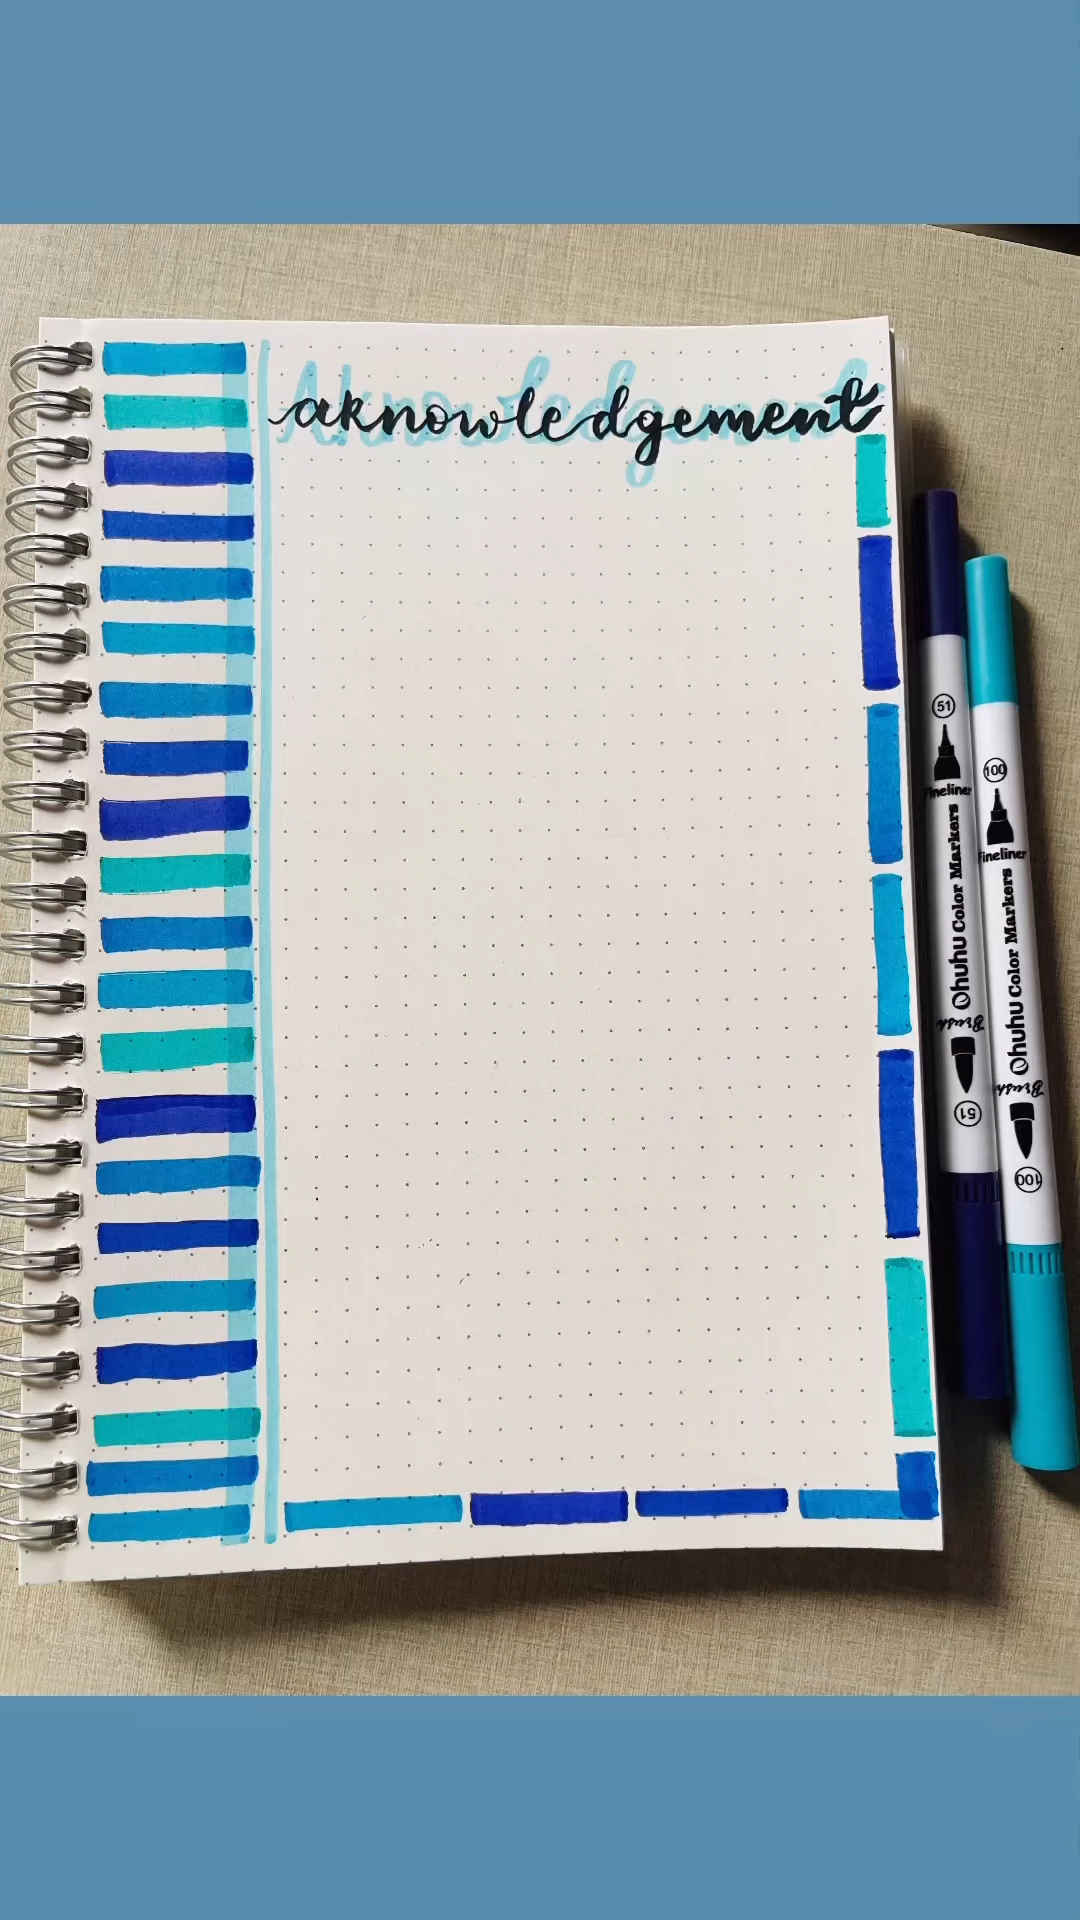 aknowledgement
51
Fineliner
Ohuhu Color Markers
Brush
51
100
Fineliner
Ohuhu Color Markers
Brush
100